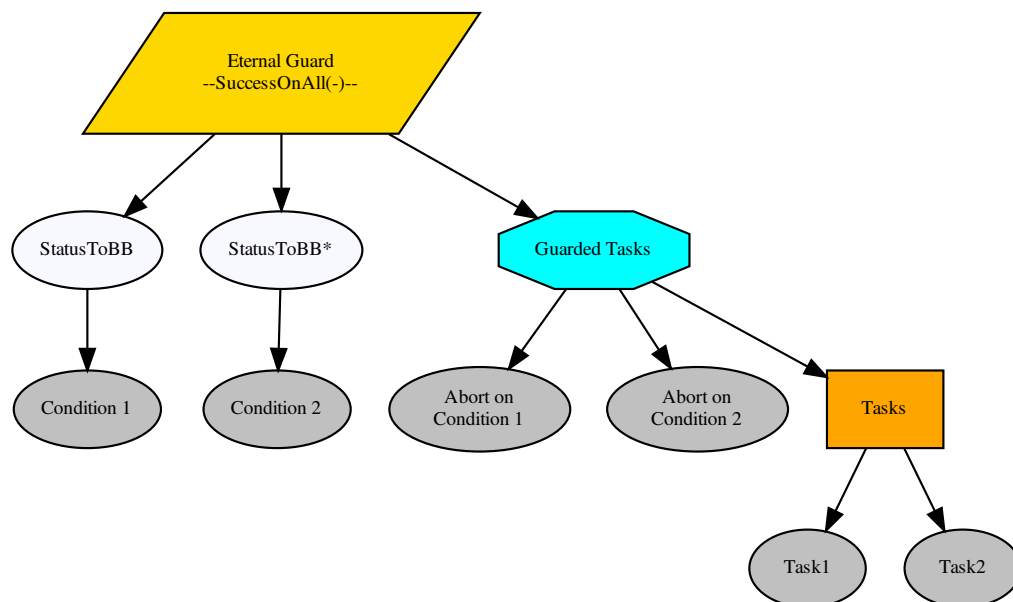 Eternal Guard
--SuccessOnAll(-)--
StatusToBB
StatusToBB*
Guarded Tasks
Condition 1
Condition 2
Abort on
Condition 1
Abort on
Condition 2
Tasks
Task1
Task2